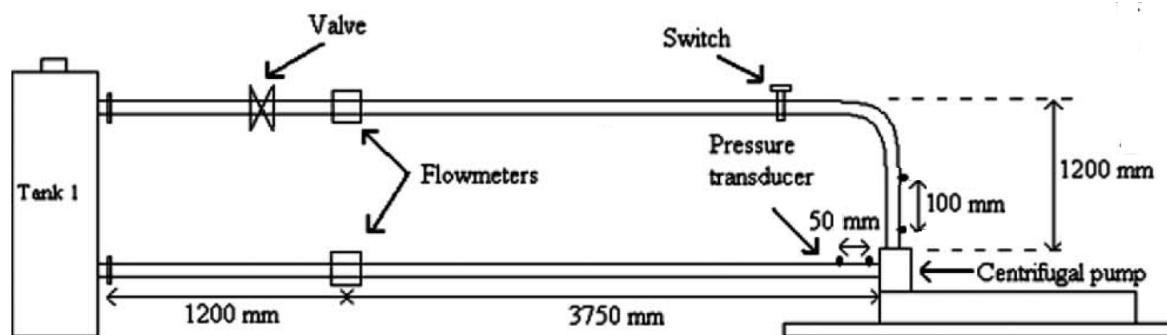 Valve
Switch
Tank 1
Flowmeters
Pressure
transducer
50 mm
100 mm
1200 mm
Centrifugal pump
1200 mm
3750 mm